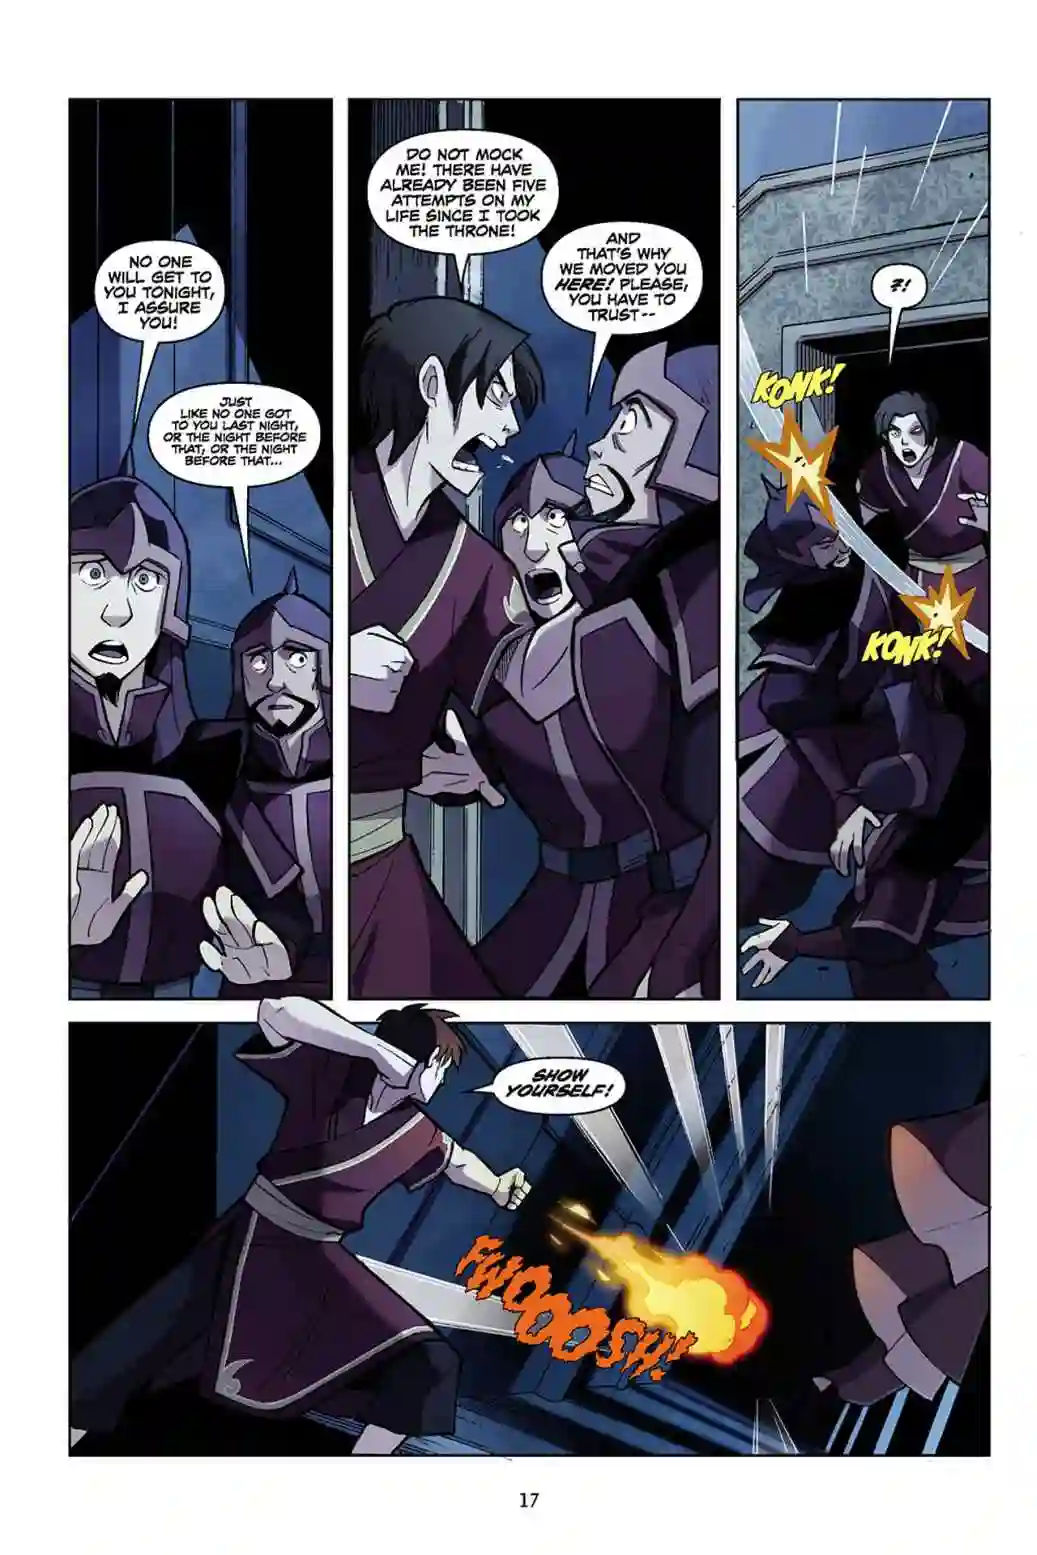 NO ONE
WILL GET TO
YOU TONIGHT,
I ASSURE
YOU!
JUST
LIKE NO ONE GOT
TO YOU LAST NIGHT,
OR THE NIGHT BEFORE
THAT, OR THE NIGHT
BEFORE THAT...
DO NOT MOCK
ME! THERE HAVE
ALREADY BEEN FIVE
ATTEMPTS ON MY
LIFE SINCE I TOOK
THE THRONE!
AND
THAT'S WHY
WE MOVED YOU
HERE! PLEASE,
YOU HAVE TO
TRUST--
?!
KONK!
KONK!
SHOW
YOURSELF!
FWOOOOSH!
17